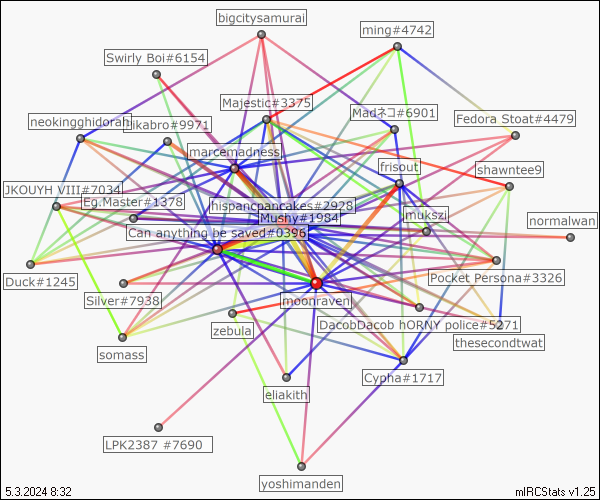 bigcitysamurai
ming#4742
Swirly Boi#6154
Majestic#3375
Madネコ#6901
Fedora Stoat#4479
neokingghidorah
likabro#9971
marcemadness
frisout
shawntee9
JKOUYH VIII#7034
Eg.Master#1378
hispancpancakes#2928
Mushy#1984
mukszi
normalwan
Can anything be saved#0396
Duck#1245
Silver#7938
moonraven
Pocket Persona#3326
zebula
DacobDacob hORNY police#5271
thesecondtwat
somass
Cypha#1717
eliakith
LPK2387 #7690
yoshimanden
5.3.2024 8:32
mIRCStats v1.25